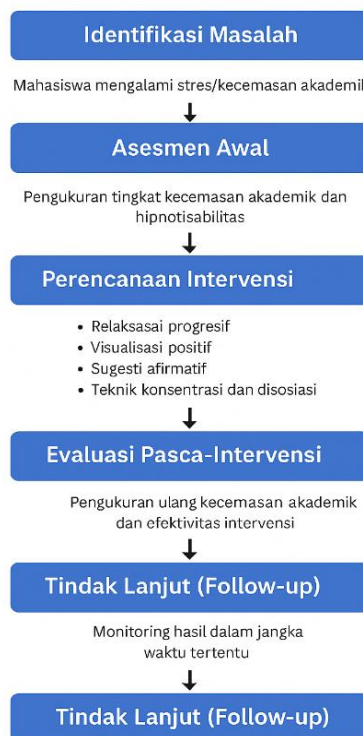 Identifikasi Masalah
Mahasiswa mengalami stres/kecemasan akademik
Asesmen Awal
Pengukuran tingkat kecemasan akademik dan
hipnotisabilitas
Perencanaan Intervensi
• Relaksasai progresif
• Visualisasi positif
• Sugesti afirmatif
• Teknik konsentrasi dan disosiasi
Evaluasi Pasca-Intervensi
Pengukuran ulang kecemasan akademik
dan efektivitas intervensi
Tindak Lanjut (Follow-up)
Monitoring hasil dalam jangka
waktu tertentu
Tindak Lanjut (Follow-up)